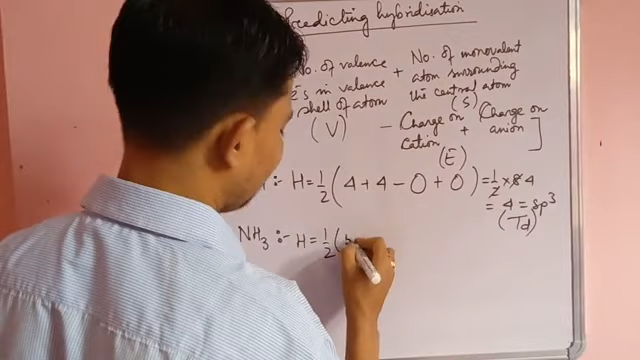 Predicting hybridisation
No. of valence + No. of monovalent
ēs in valence atom surrounding
shell of atom the central atom
(V) (S)
- Charge on + Charge on
cation anion ]
(E)
H = 1/2 (4 + 4 - 0 + 0) = 1/2 × 8 4
= 4 = sp³
(Td)
NH₃ :- H = 1/2 (